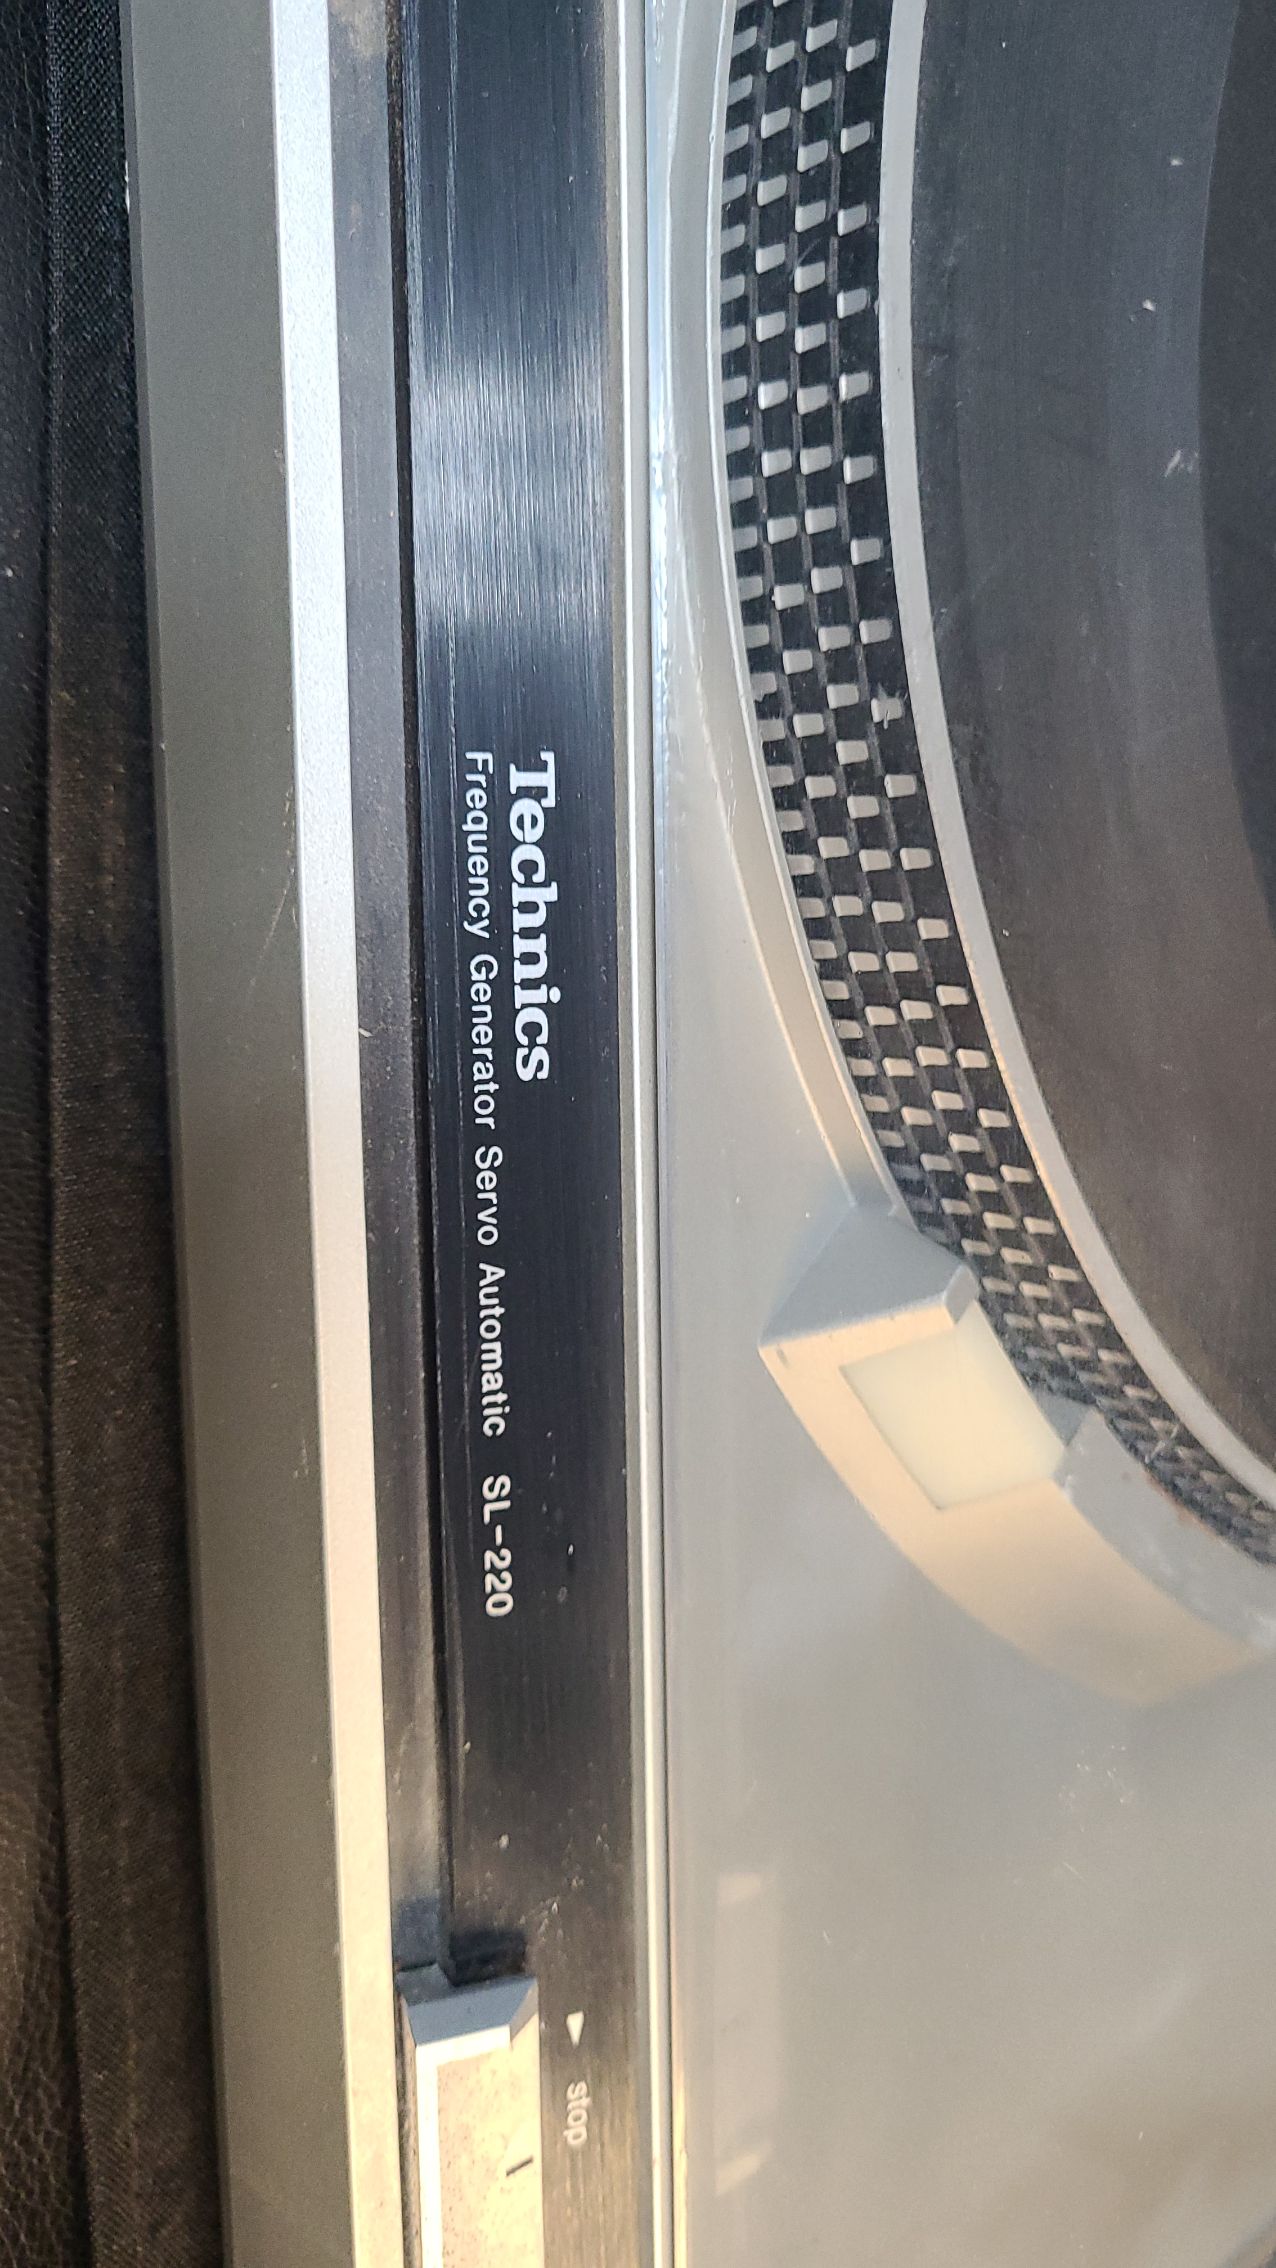 Technics
Frequency Generator Servo Automatic SL-220
stop